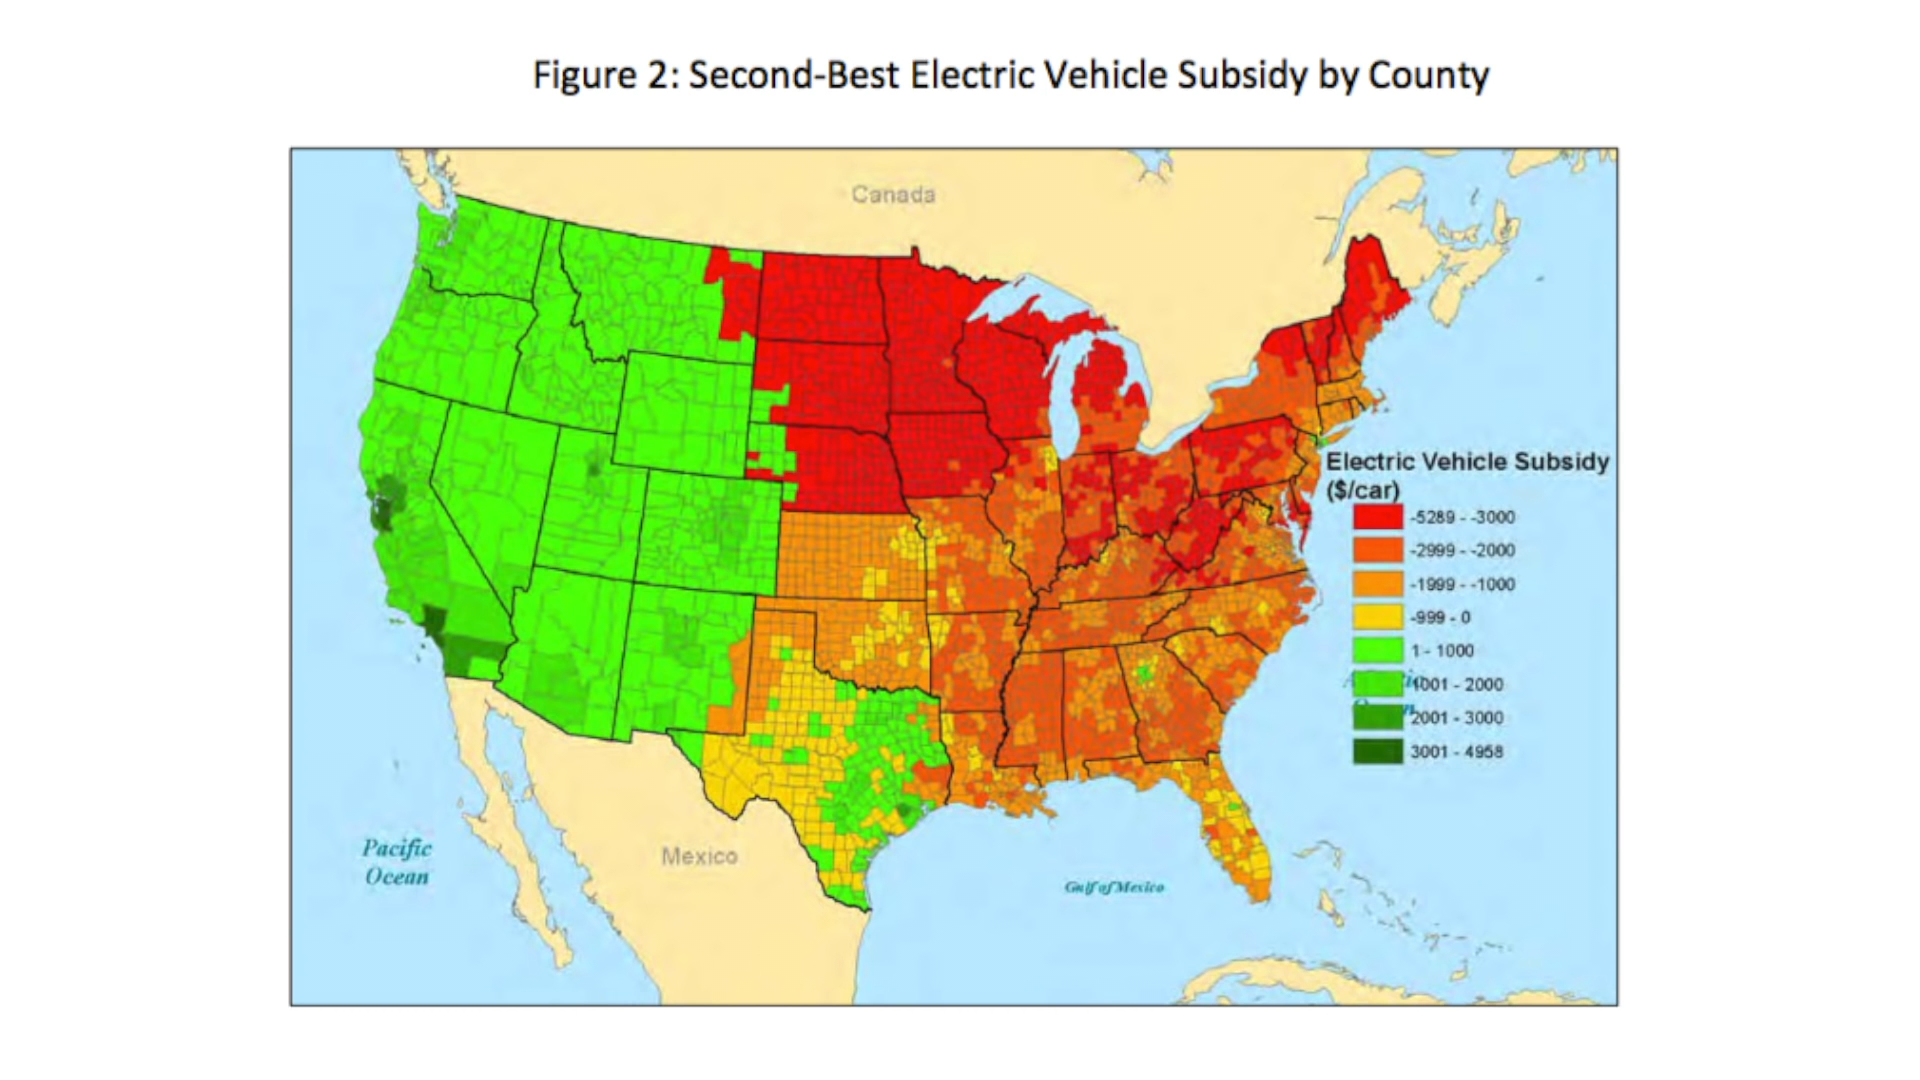 Figure 2: Second-Best Electric Vehicle Subsidy by County
Canada
Electric Vehicle Subsidy
($/car)
-5289 - -3000
-2999 - -2000
-1999 - -1000
-999 - 0
1 - 1000
1001 - 2000
2001 - 3000
3001 - 4958
Pacific
Ocean
Mexico
Gulf of Mexico